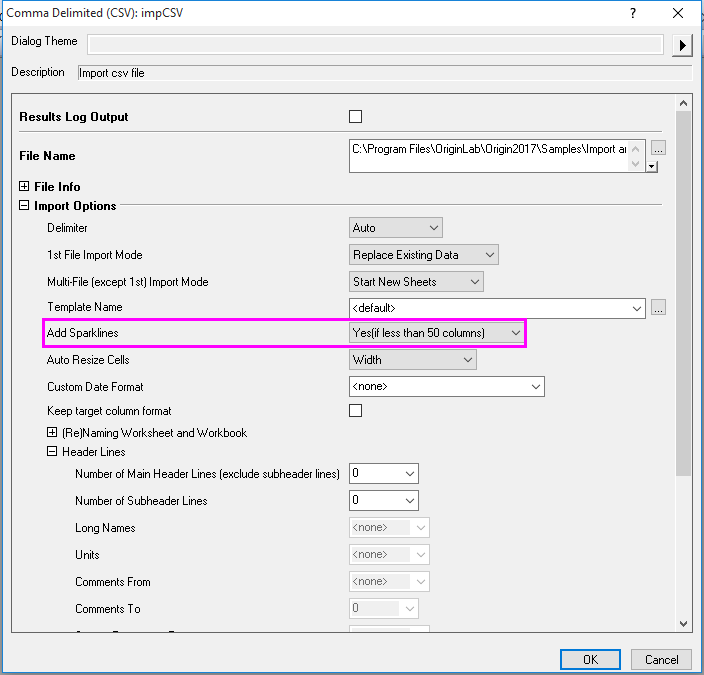 Comma Delimited (CSV): impCSV
Dialog Theme
Description Import csv file
Results Log Output
File Name C:\Program Files\OriginLab\Origin2017\Samples\Import ar ...
File Info
Import Options
Delimiter Auto
1st File Import Mode Replace Existing Data
Multi-File (except 1st) Import Mode Start New Sheets
Template Name <default> ...
Add Sparklines Yes(if less than 50 columns)
Auto Resize Cells Width
Custom Date Format <none>
Keep target column format
(Re)Naming Worksheet and Workbook
Header Lines
Number of Main Header Lines (exclude subheader lines) 0
Number of Subheader Lines 0
Long Names <none>
Units <none>
Comments From <none>
Comments To 0
OK Cancel